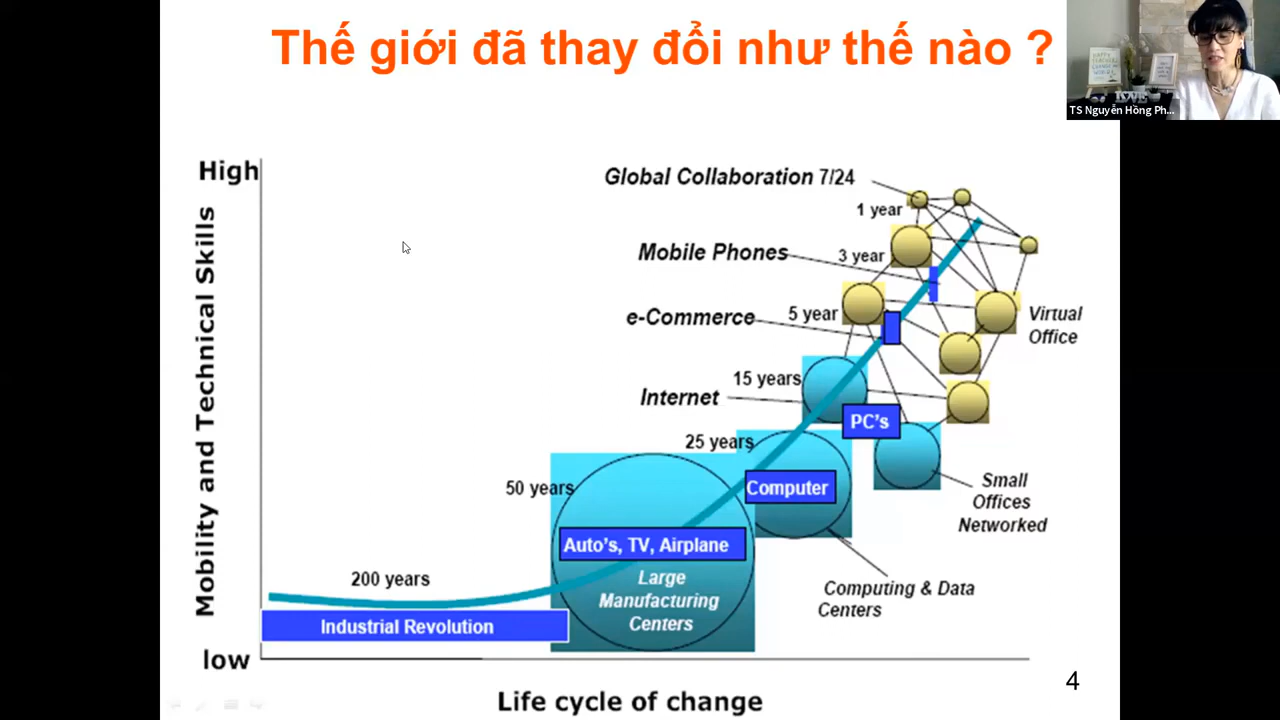 Thế giới đã thay đổi như thế nào ?
TS Nguyễn Hồng Ph...
High
Mobility and Technical Skills
low
Global Collaboration 7/24
1 year
Mobile Phones
3 year
e-Commerce
5 year
Virtual
Office
Internet
15 years
PC's
25 years
Computer
50 years
Small
Offices
Networked
Auto's, TV, Airplane
Large
Manufacturing
Centers
200 years
Computing & Data
Centers
Industrial Revolution
Life cycle of change
4